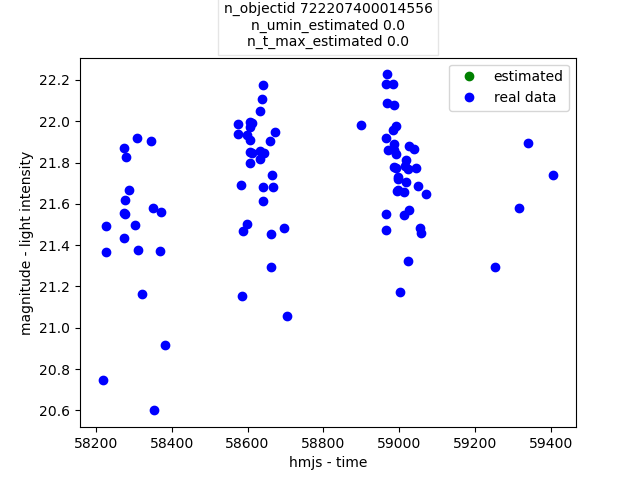 n_objectid 722207400014556
n_umin_estimated 0.0
n_t_max_estimated 0.0
estimated
real data
22.2
22.0
21.8
21.6
21.4
21.2
21.0
20.8
20.6
magnitude - light intensity
58200 58400 58600 58800 59000 59200 59400
hmjs - time